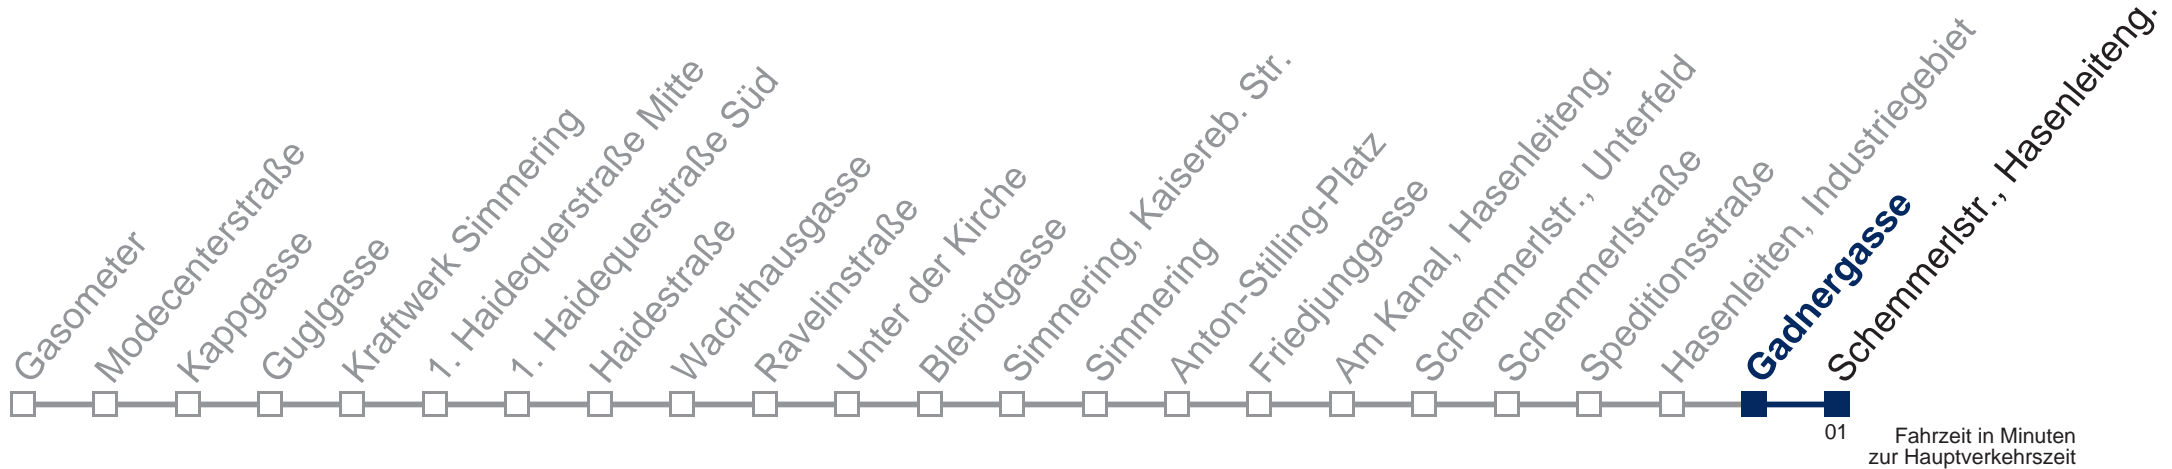 Gasometer
Modecenterstraße
Kappgasse
Guglgasse
Kraftwerk Simmering
1. Haidequerstraße Mitte
1. Haidequerstraße Süd
Haidestraße
Wachthausgasse
Ravelinstraße
Unter der Kirche
Bleriotgasse
Simmering, Kaisereb. Str.
Simmering
Anton-Stilling-Platz
Friedjunggasse
Am Kanal, Hasenleiteng.
Schemmerlstr., Unterfeld
Schemmerlstraße
Speditionsstraße
Hasenleiten, Industriegebiet
Gadnergasse
Schemmerlstr., Hasenleiteng.
01
Fahrzeit in Minuten
zur Hauptverkehrszeit